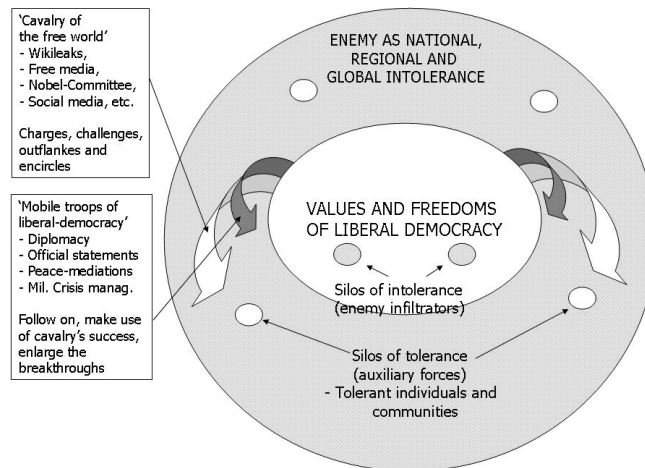 ‘Cavalry of
the free world’
- Wikileaks,
- Free media,
- Nobel-Committee,
- Social media, etc.
Charges, challenges,
outflankes and
encircles
‘Mobile troops of
liberal-democracy’
- Diplomacy
- Official statements
- Peace-mediations
- Mil. Crisis manag.
Follow on, make use
of cavalry’s success,
enlarge the
breakthroughs
ENEMY AS NATIONAL,
REGIONAL AND
GLOBAL INTOLERANCE
VALUES AND FREEDOMS
OF LIBERAL DEMOCRACY
Silos of intolerance
(enemy infiltrators)
Silos of tolerance
(auxiliary forces)
- Tolerant individuals and
communities